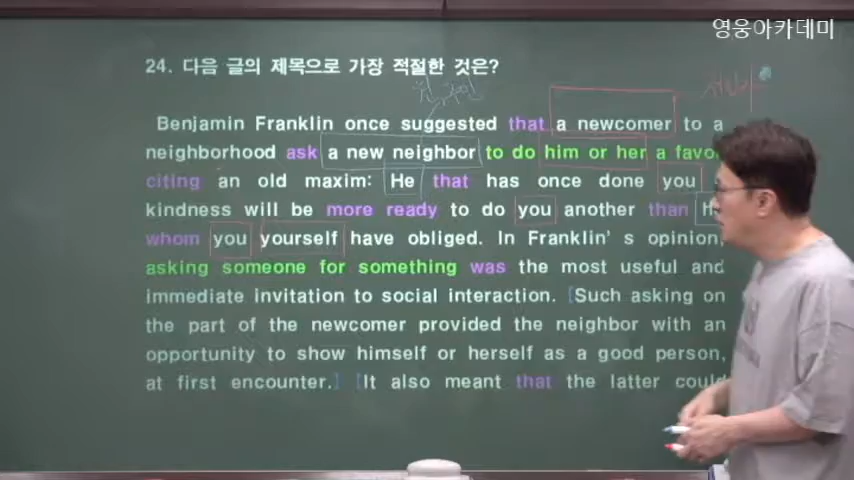 영웅아카데미
24. 다음 글의 제목으로 가장 적절한 것은?
Benjamin Franklin once suggested that a newcomer to a
neighborhood ask a new neighbor to do him or her a favo
citing an old maxim: He that has once done you
kindness will be more ready to do you another than H
whom you yourself have obliged. In Franklin' s opinion,
asking someone for something was the most useful and
immediate invitation to social interaction. [Such asking on
the part of the newcomer provided the neighbor with an
opportunity to show himself or herself as a good person,
at first encounter.] [It also meant that the latter could